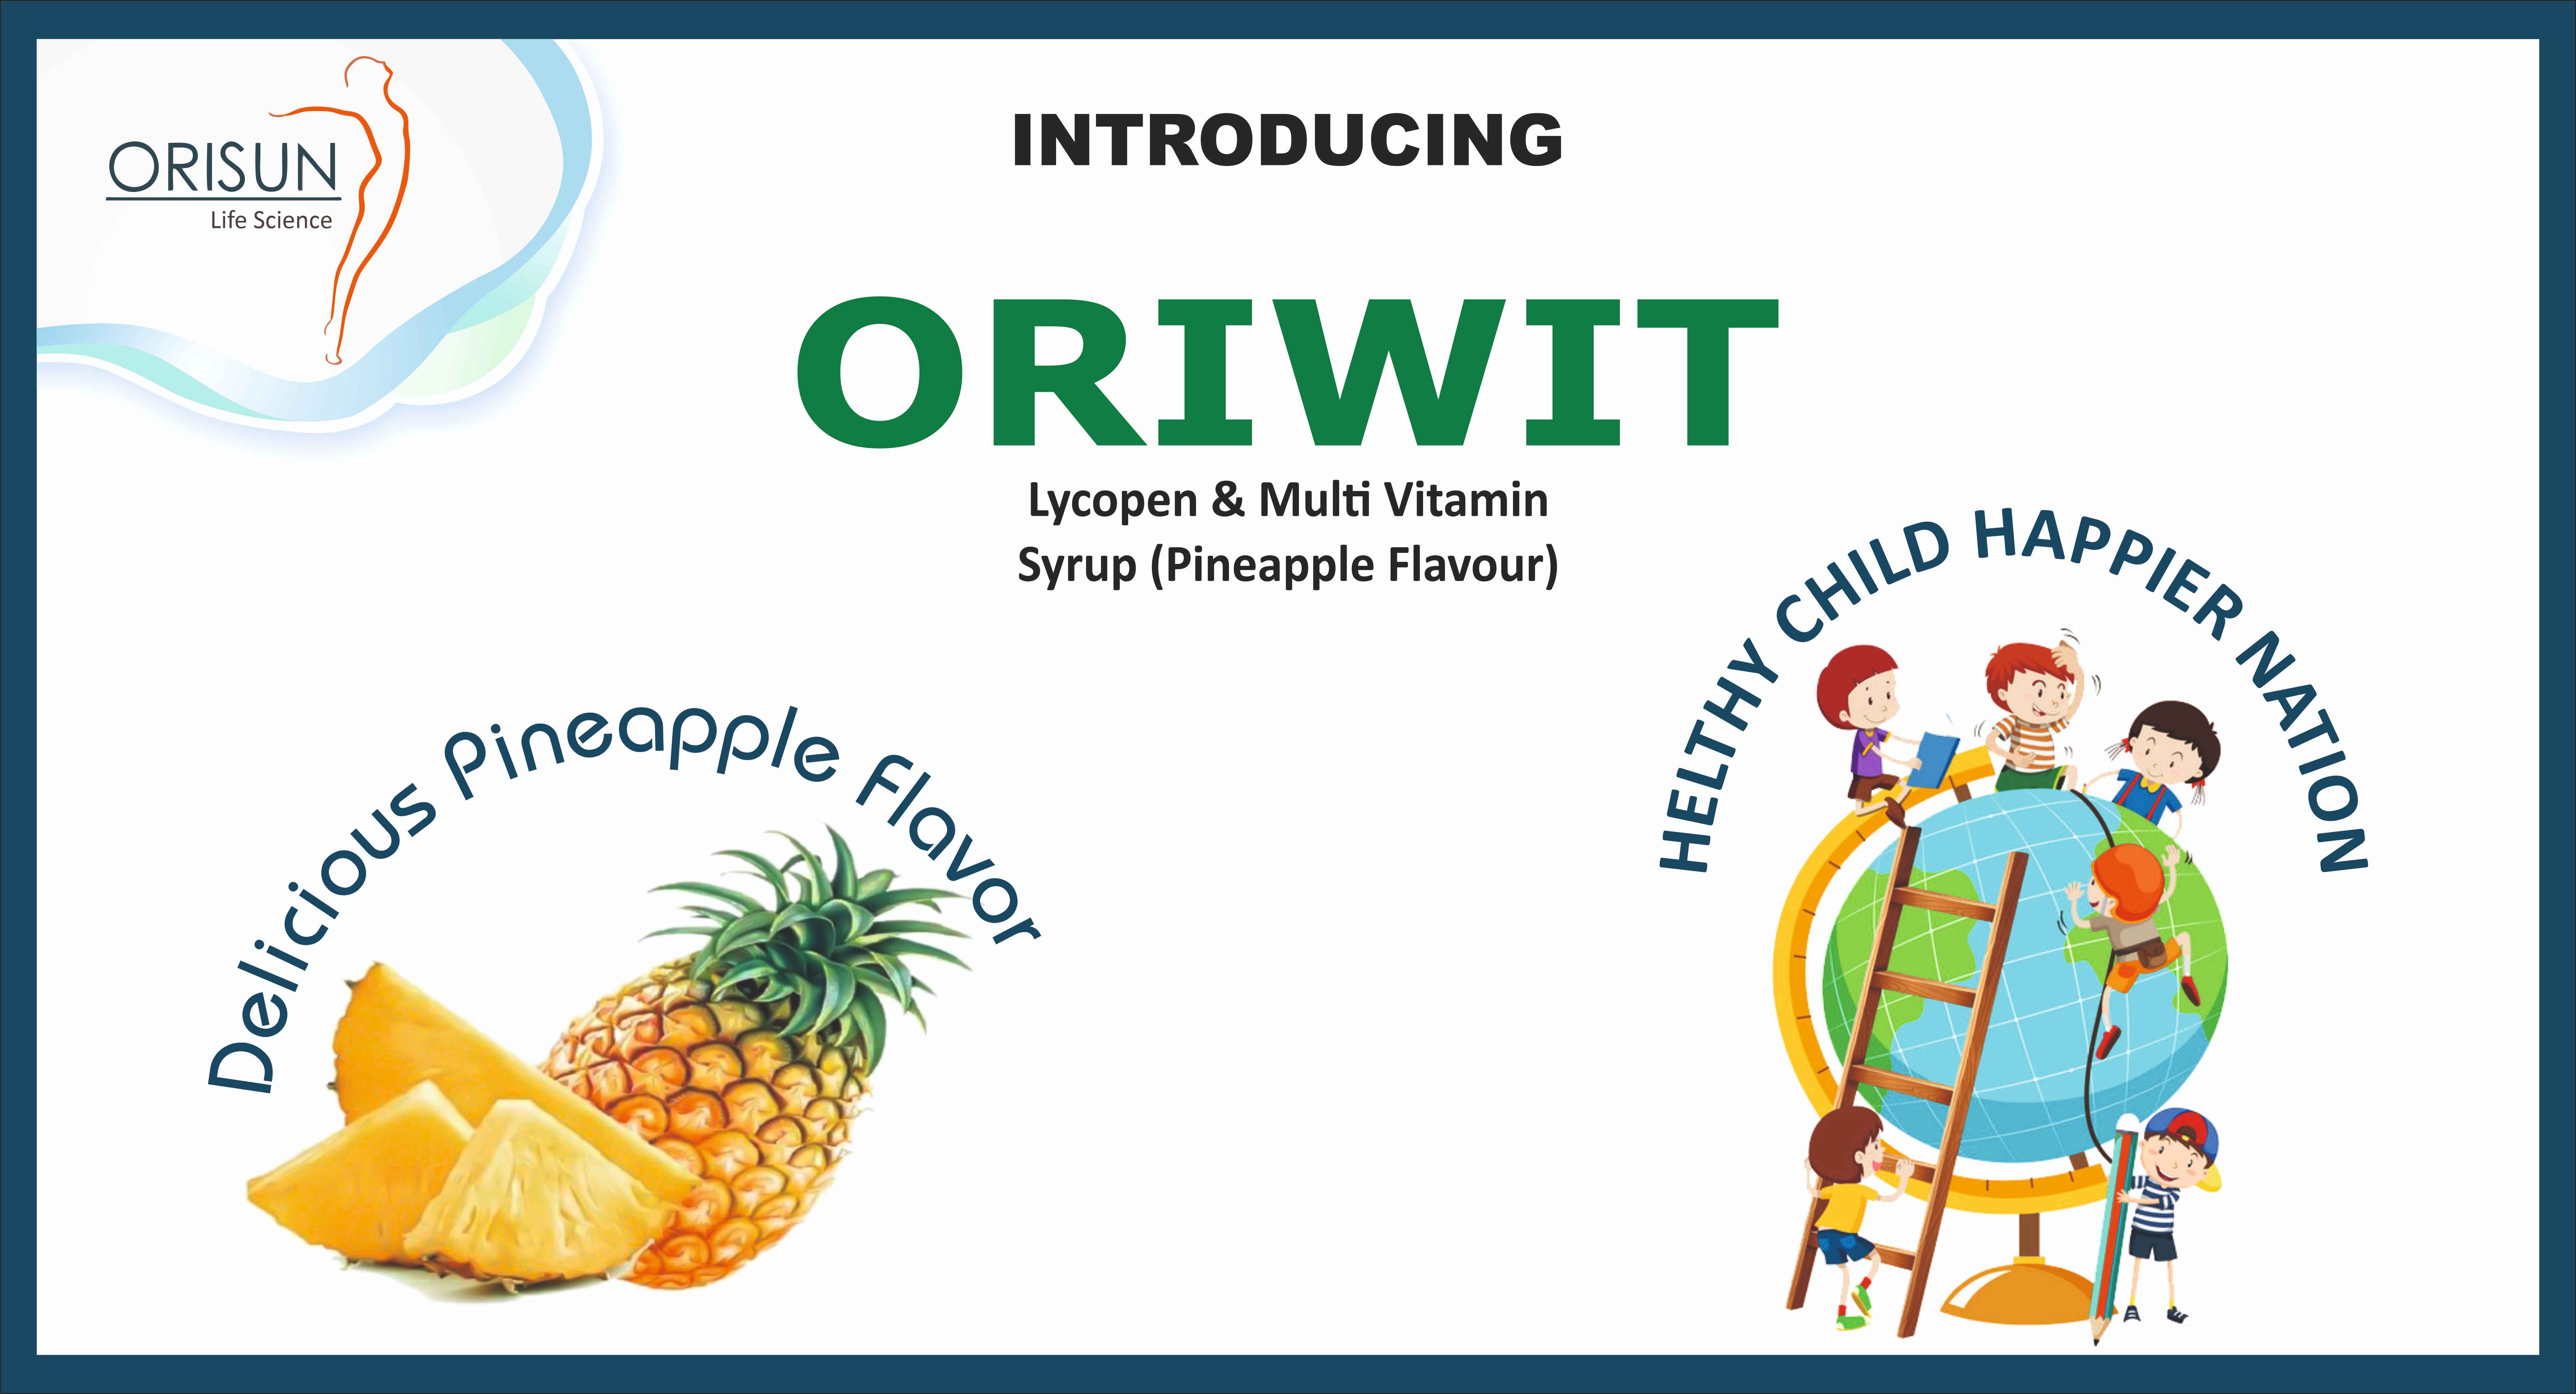 ORISUN
Life Science
INTRODUCING
ORIWIT
Lycopen & Multi Vitamin
Syrup (Pineapple Flavour)
HELTHY CHILD HAPPIER NATION
Delicious Pineapple Flavor